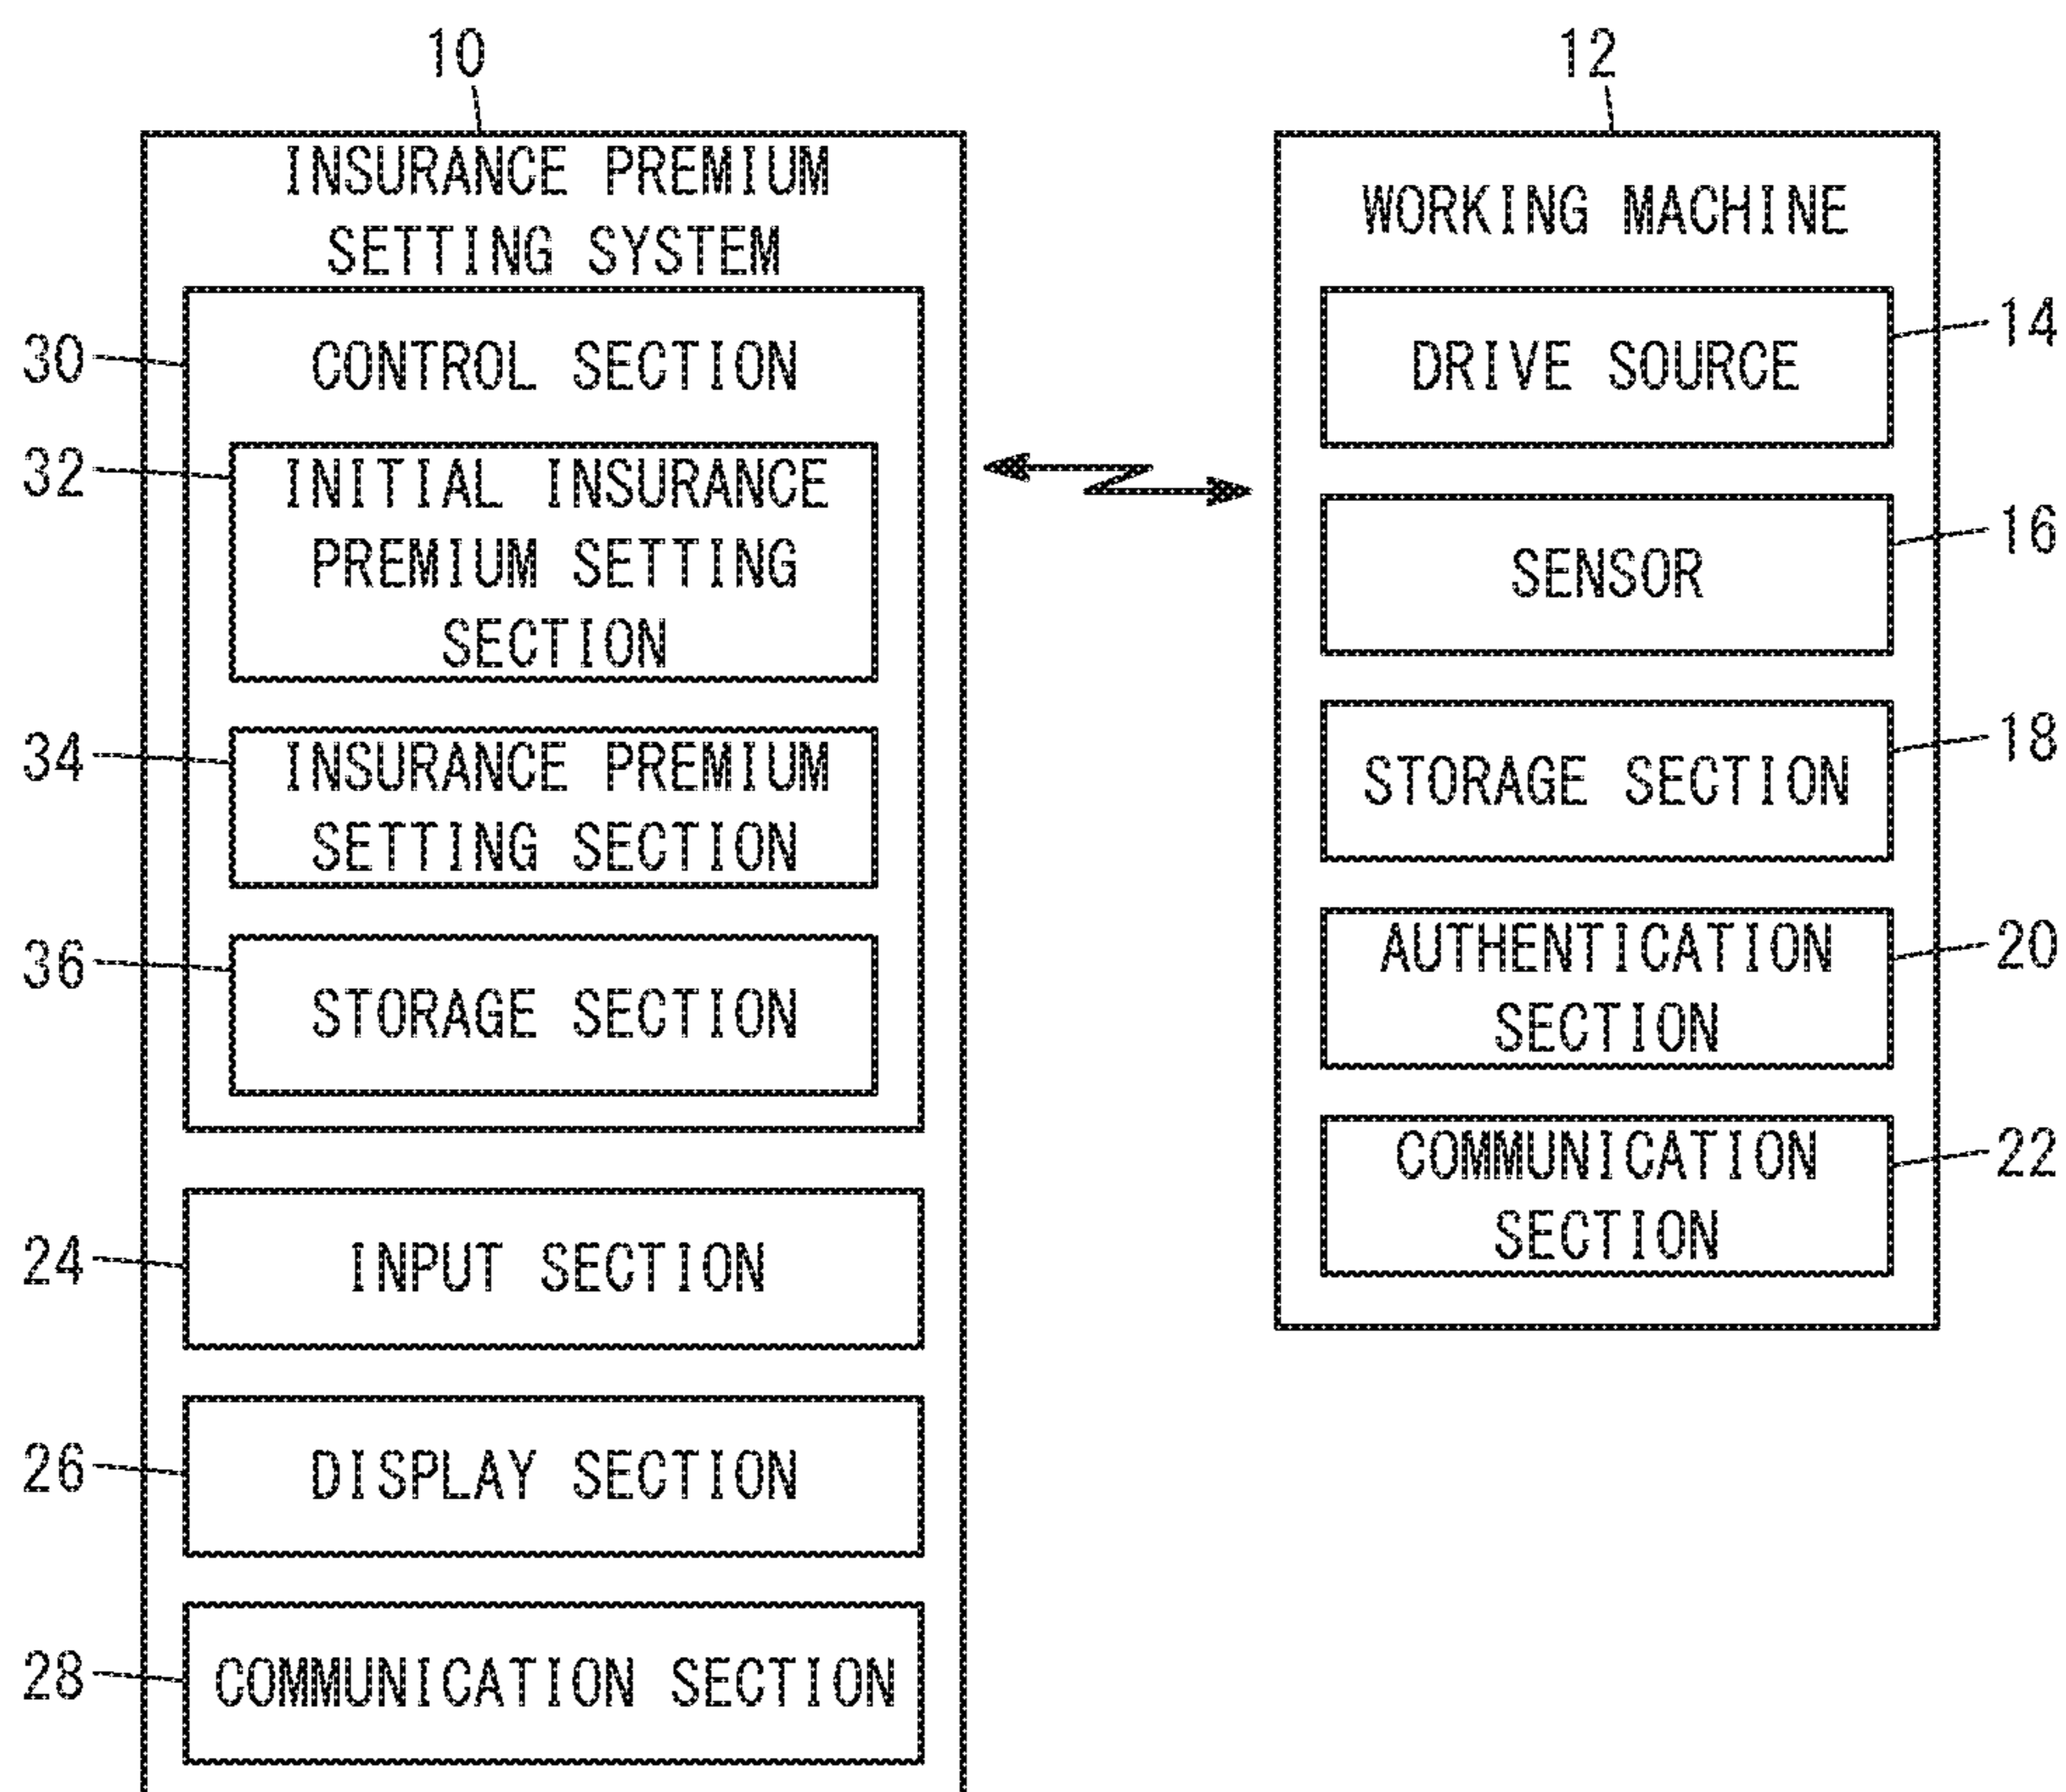 10
INSURANCE PREMIUM
SETTING SYSTEM
30
CONTROL SECTION
32
INITIAL INSURANCE
PREMIUM SETTING
SECTION
34
INSURANCE PREMIUM
SETTING SECTION
36
STORAGE SECTION
24
INPUT SECTION
26
DISPLAY SECTION
28
COMMUNICATION SECTION
12
WORKING MACHINE
DRIVE SOURCE
14
SENSOR
16
STORAGE SECTION
18
AUTHENTICATION
SECTION
20
COMMUNICATION
SECTION
22